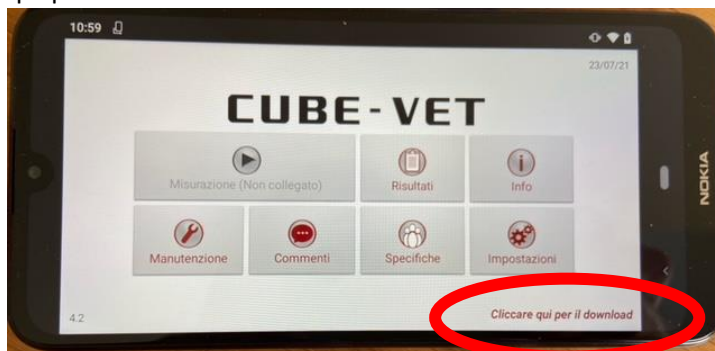 10:59
23/07/21
CUBE-VET
Misurazione (Non collegato)
Risultati
Info
Manutenzione
Commenti
Specifiche
Impostazioni
4.2
Cliccare qui per il download
NOKIA